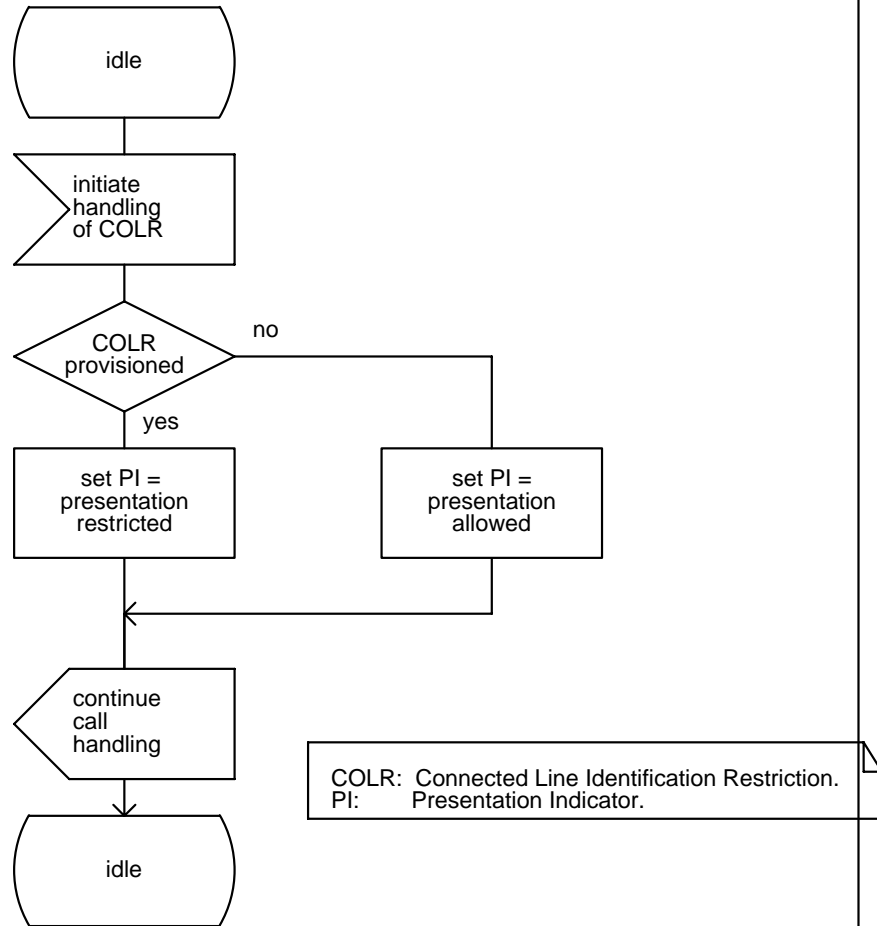 idle
initiate
handling
of COLR
COLR
provisioned
no
yes
set PI =
presentation
restricted
set PI =
presentation
allowed
continue
call
handling
COLR: Connected Line Identification Restriction.
PI: Presentation Indicator.
idle